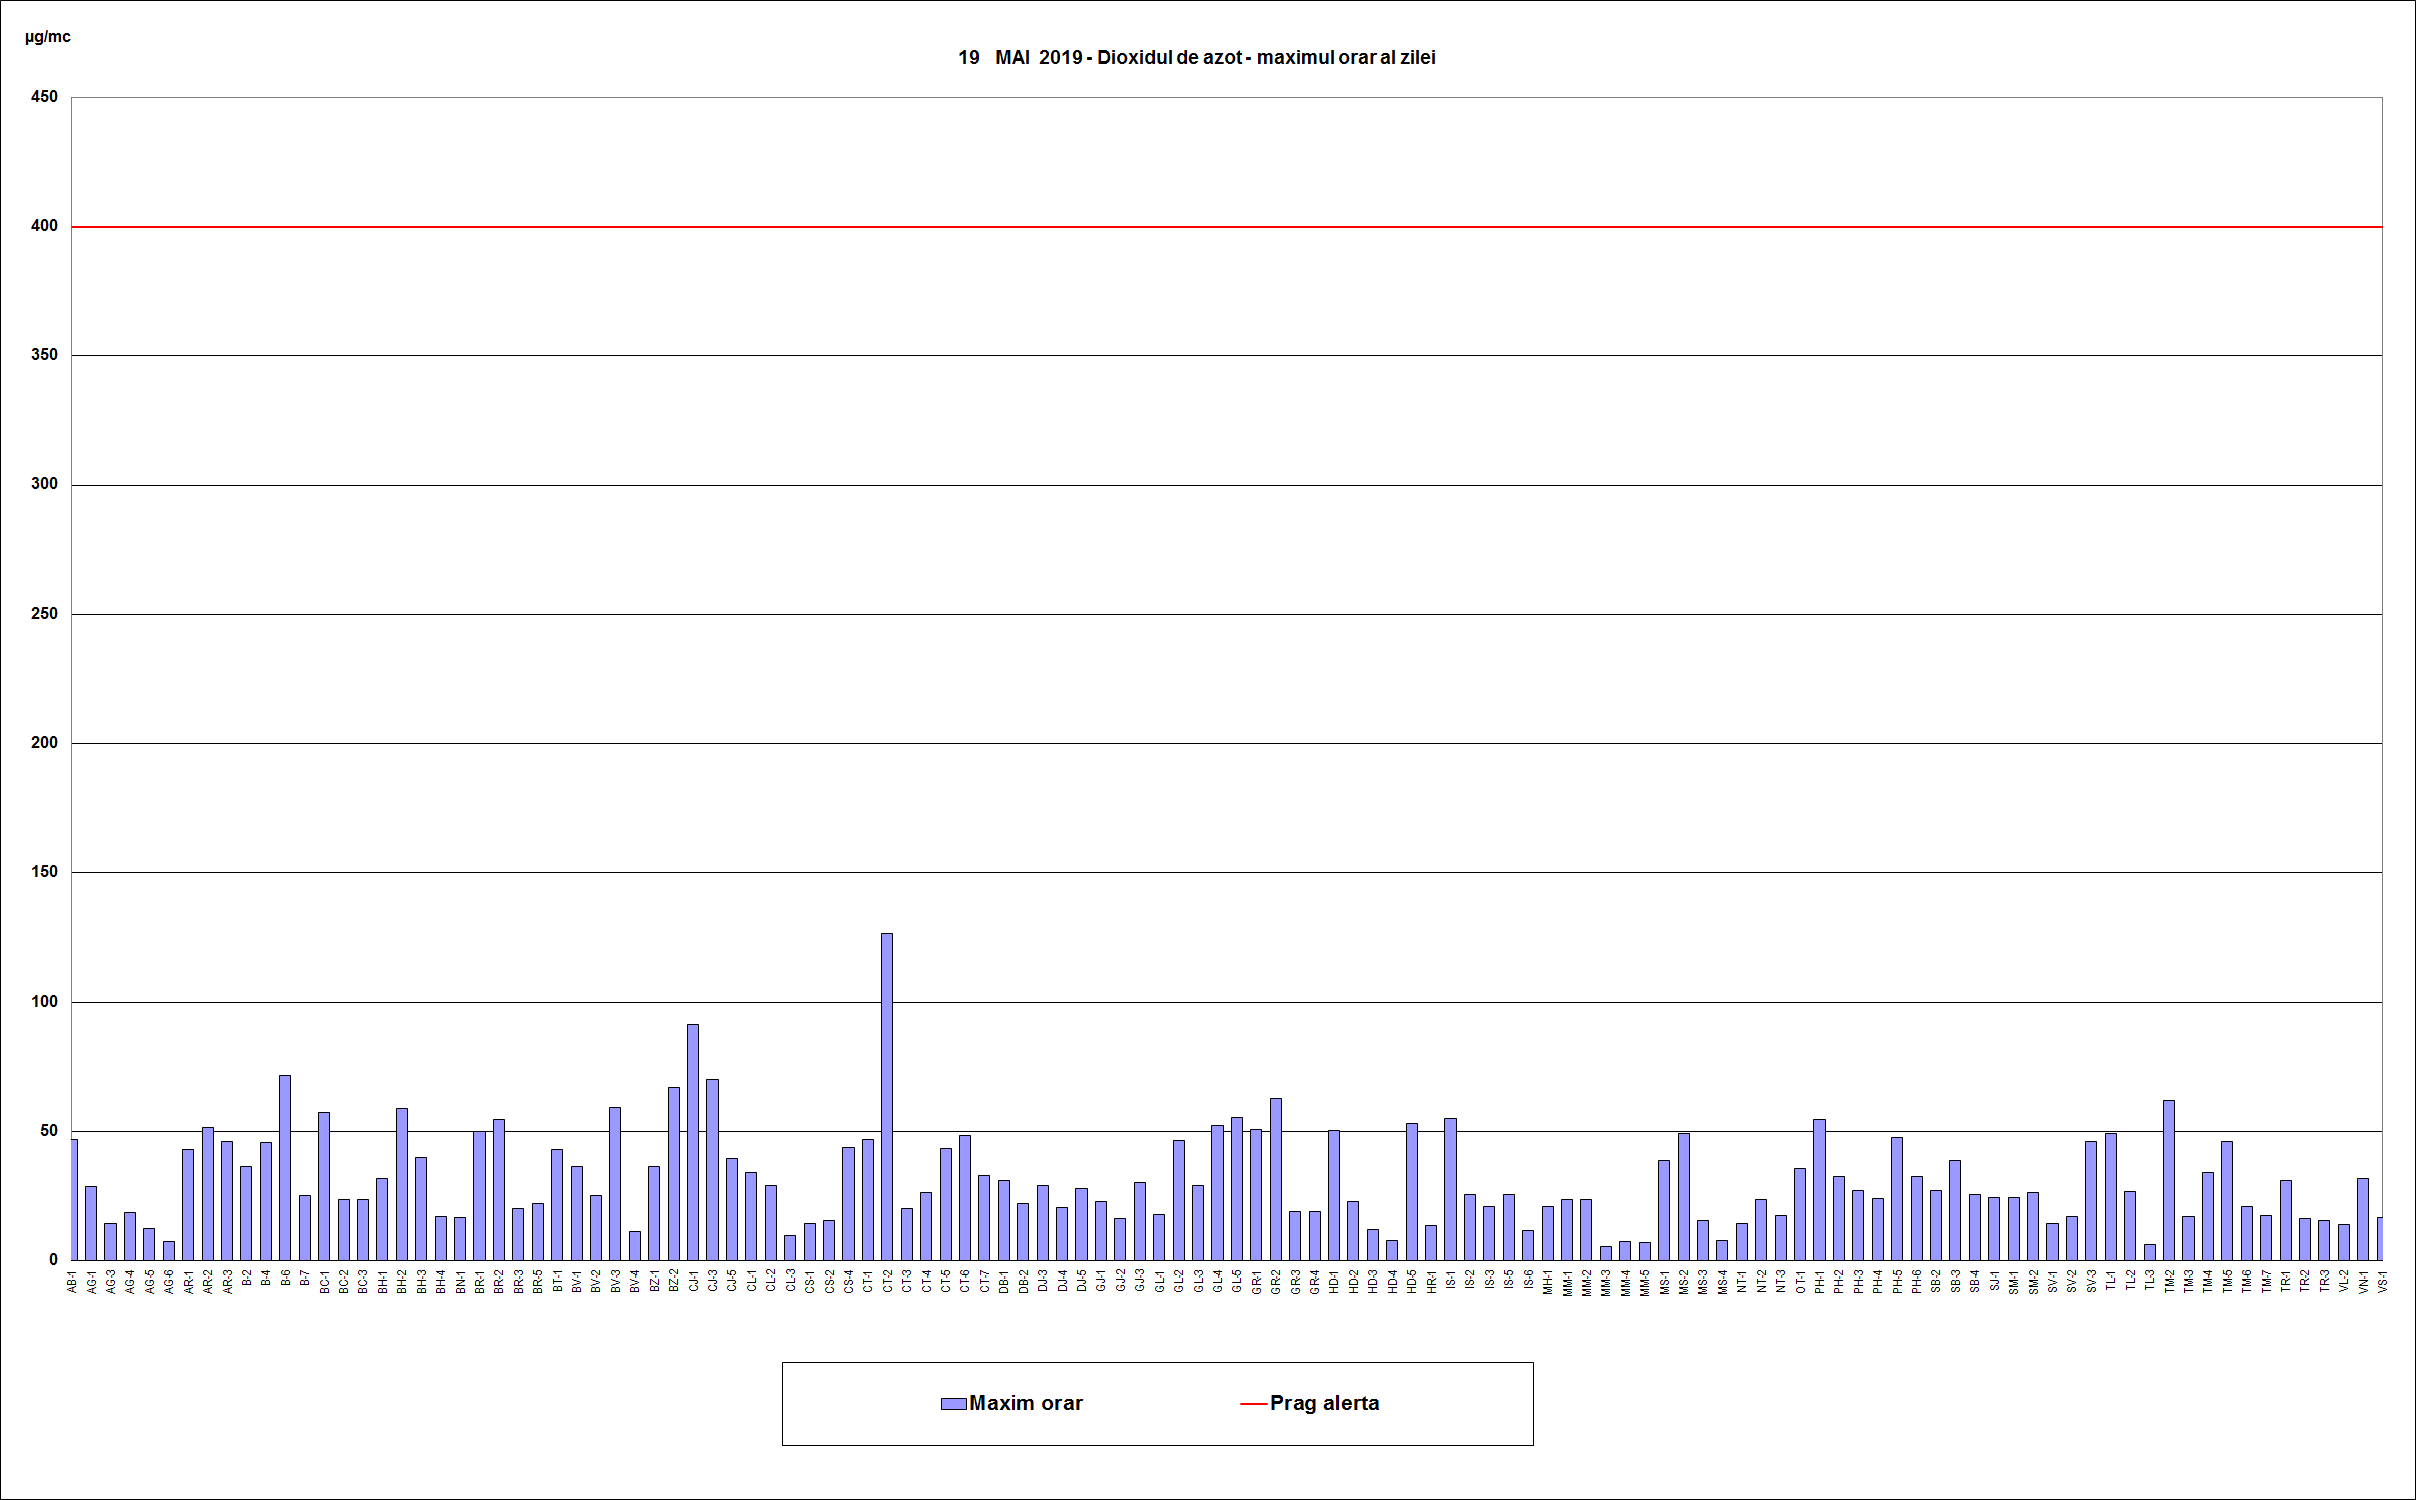 µg/mc
19 MAI 2019 - Dioxidul de azot - maximul orar al zilei
450
400
350
300
250
200
150
100
50
0
AB-1 AG-1 AG-3 AG-4 AG-5 AG-6 AR-1 AR-2 AR-3 B-2 B-4 B-6 B-7 BC-1 BC-2 BC-3 BH-1 BH-2 BH-3 BH-4 BN-1 BR-1 BR-2 BR-3 BR-5 BT-1 BV-1 BV-2 BV-3 BV-4 BZ-1 BZ-2 CJ-1 CJ-3 CJ-5 CL-1 CL-2 CL-3 CS-1 CS-2 CS-4 CT-1 CT-2 CT-3 CT-4 CT-5 CT-6 CT-7 DB-1 DB-2 DJ-3 DJ-4 DJ-5 GJ-1 GJ-2 GJ-3 GL-1 GL-2 GL-3 GL-4 GL-5 GR-1 GR-2 GR-3 GR-4 HD-1 HD-2 HD-3 HD-4 HD-5 HR-1 IS-1 IS-2 IS-3 IS-5 IS-6 MH-1 MM-1 MM-2 MM-3 MM-4 MM-5 MS-1 MS-2 MS-3 MS-4 NT-1 NT-2 NT-3 OT-1 PH-1 PH-2 PH-3 PH-4 PH-5 PH-6 SB-2 SB-3 SB-4 SJ-1 SM-1 SM-2 SV-1 SV-2 SV-3 TL-1 TL-2 TL-3 TM-2 TM-3 TM-4 TM-5 TM-6 TM-7 TR-1 TR-2 TR-3 VL-2 VN-1 VS-1
Maxim orar Prag alerta